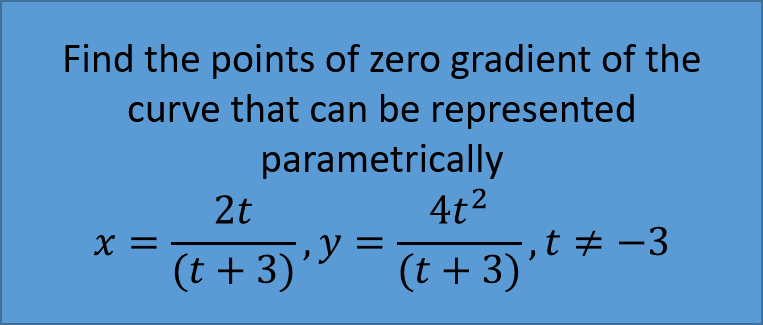 Find the points of zero gradient of the
curve that can be represented
parametrically
x = 2t/(t + 3), y = 4t²/(t + 3), t ≠ −3